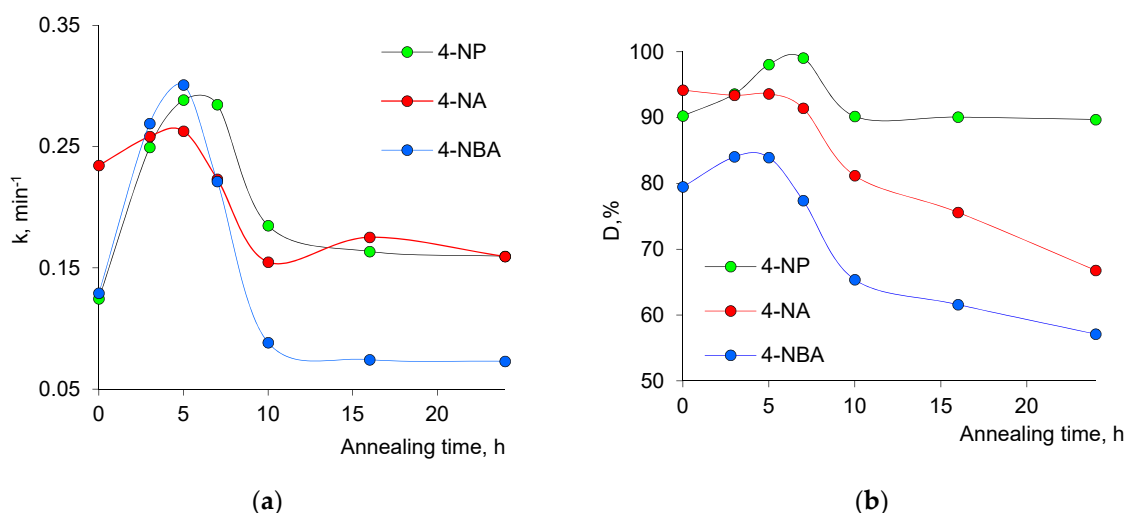 0.35
0.25
0.15
0.05
k, min-1
0 5 10 15 20
Annealing time, h
4-NP
4-NA
4-NBA
(a)
100
90
80
70
60
50
D,%
0 5 10 15 20
Annealing time, h
4-NP
4-NA
4-NBA
(b)